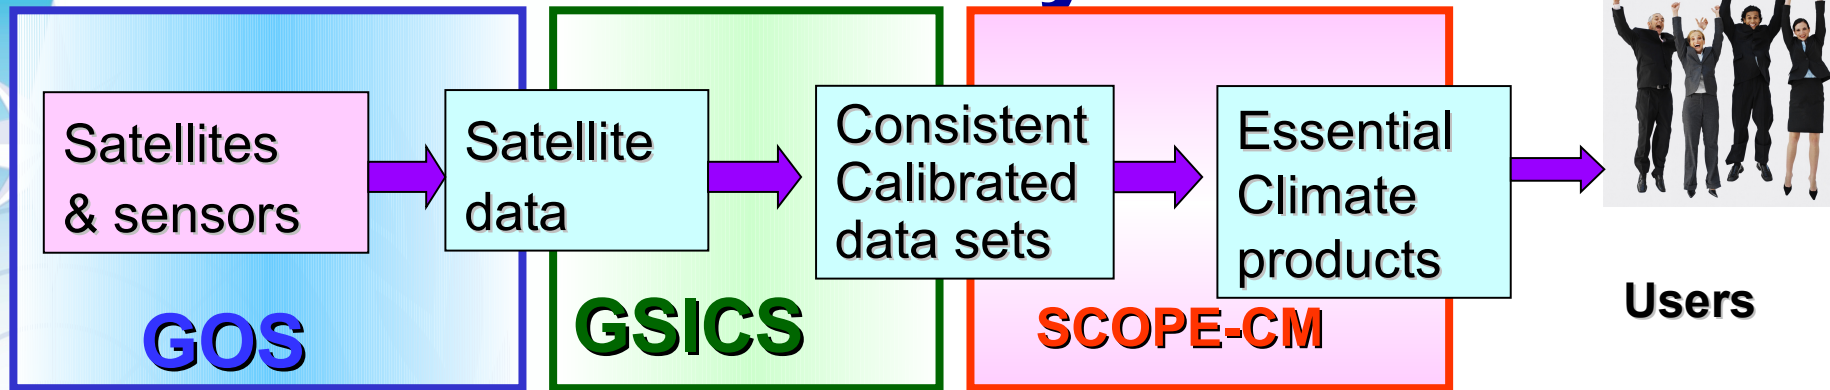 Satellites
& sensors
Satellite
data
Consistent
Calibrated
data sets
Essential
Climate
products
GOS
GSICS
SCOPE-CM
Users